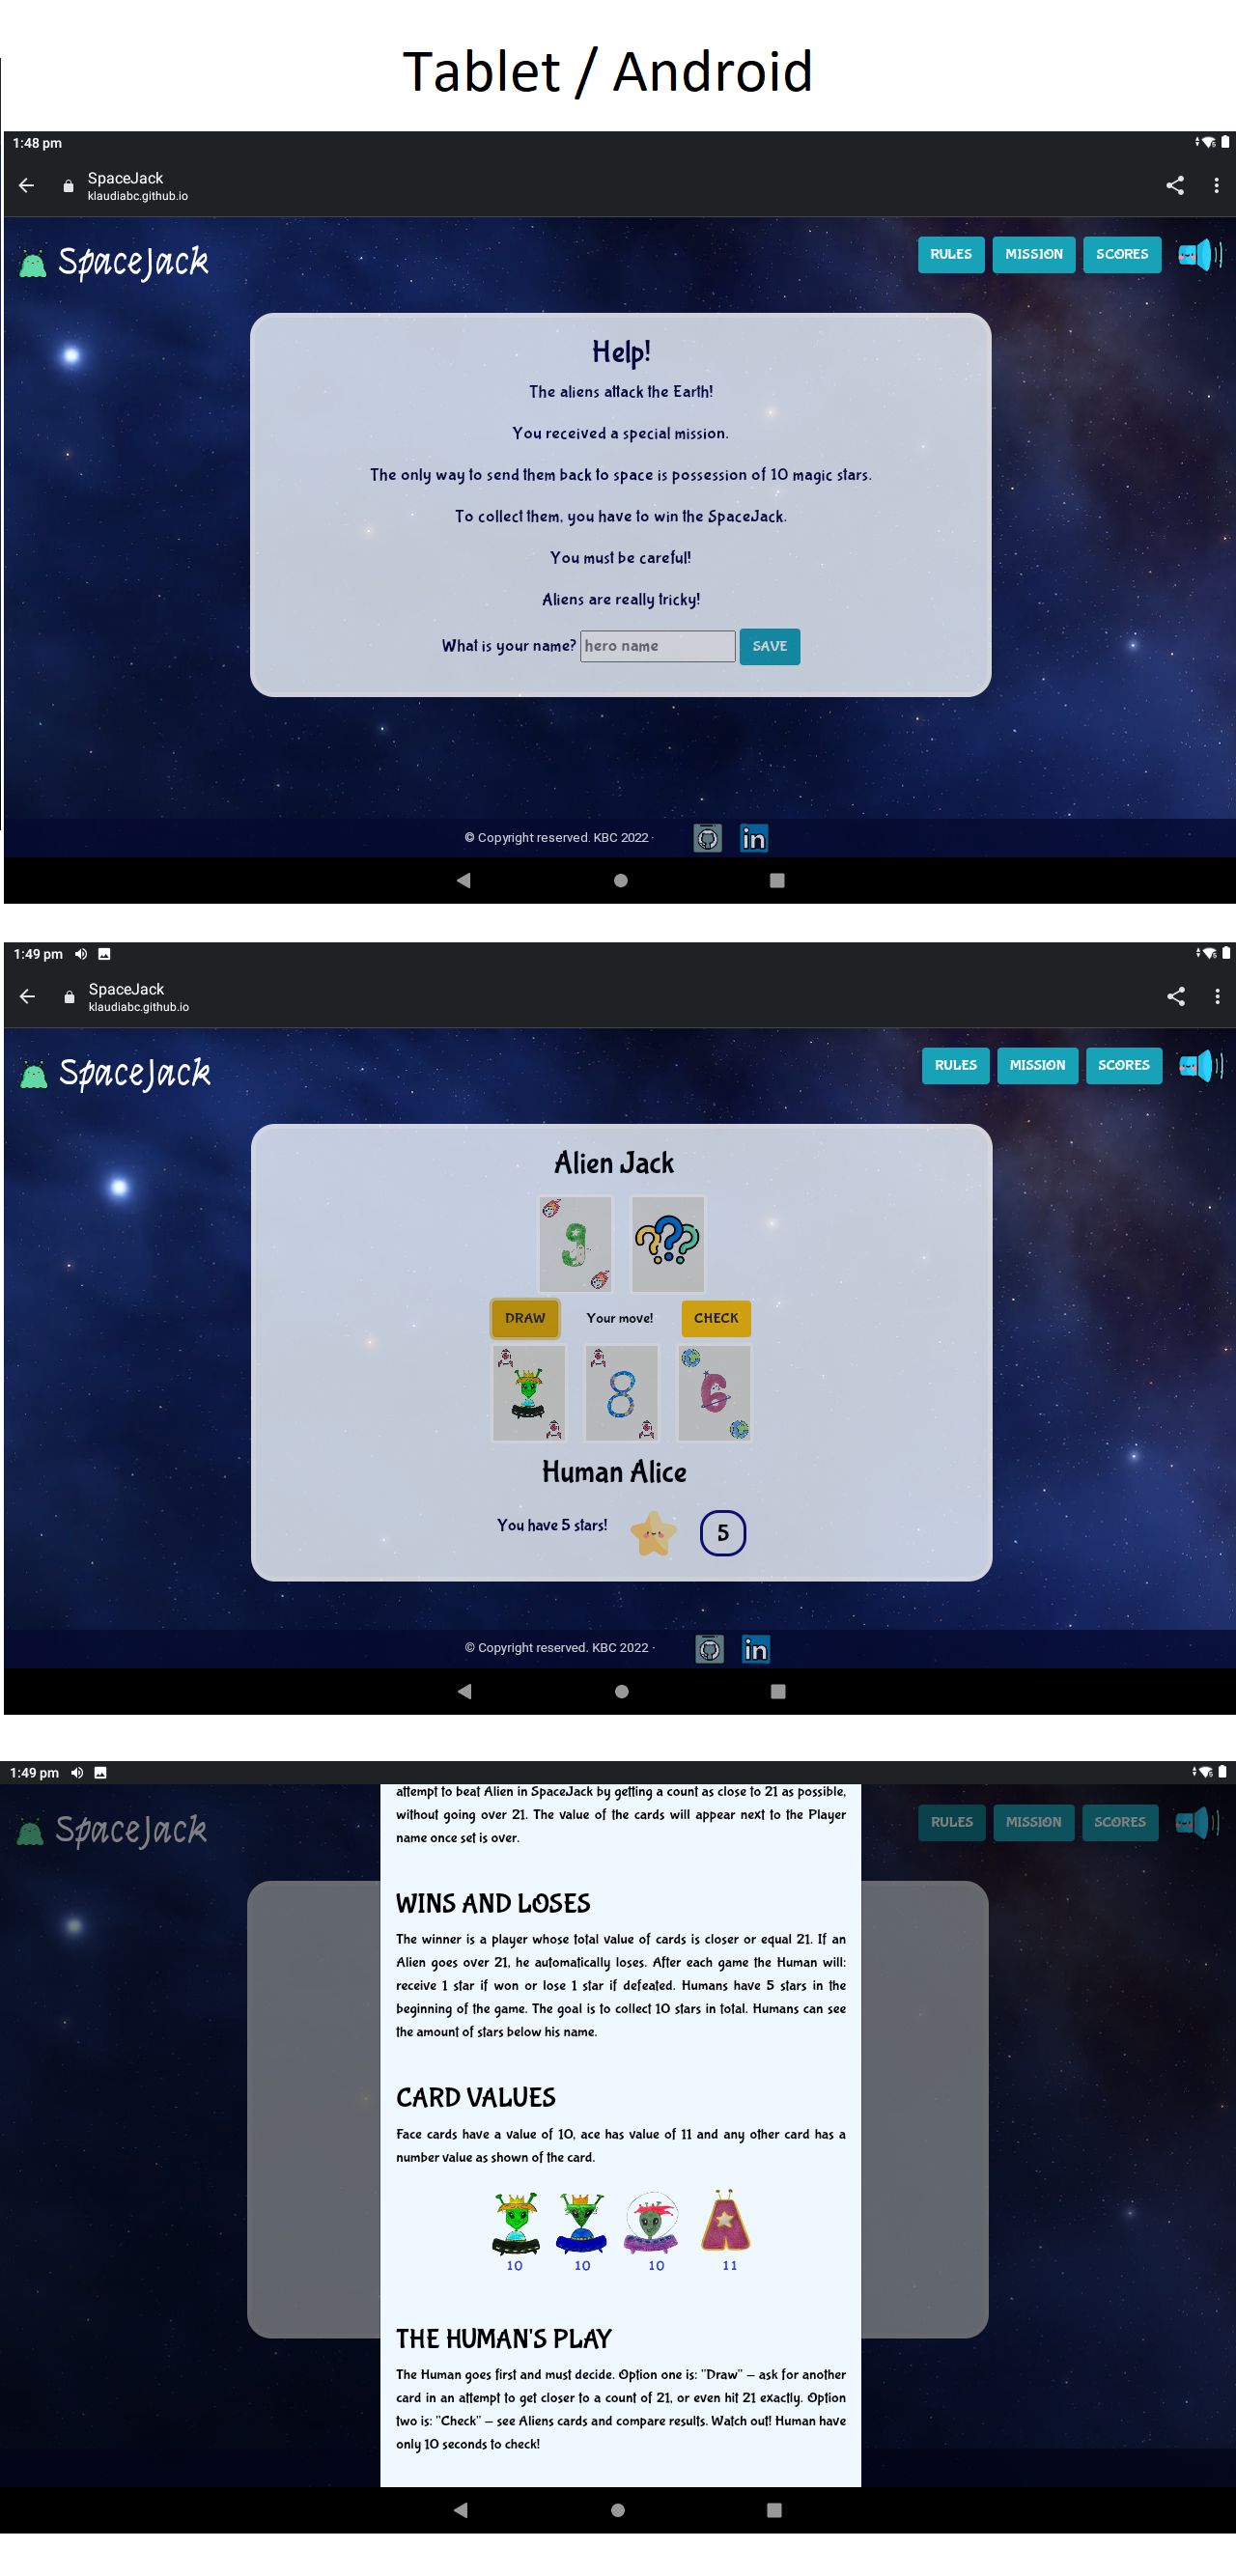 Tablet / Android
1:48 pm
SpaceJack
klaudiabc.github.io
SpaceJack
RULES
MISSION
SCORES
Help!
The aliens attack the Earth!
You received a special mission.
The only way to send them back to space is possession of 10 magic stars.
To collect them, you have to win the SpaceJack.
You must be careful!
Aliens are really tricky!
What is your name? hero name SAVE
© Copyright reserved. KBC 2022 ·
in
1:49 pm
SpaceJack
klaudiabc.github.io
SpaceJack
RULES
MISSION
SCORES
Alien Jack
???
DRAW Your move! CHECK
8 6
Human Alice
You have 5 stars! 5
© Copyright reserved. KBC 2022 ·
in
1:49 pm
SpaceJack
RULES
MISSION
SCORES
attempt to beat Alien in SpaceJack by getting a count as close to 21 as possible,
without going over 21. The value of the cards will appear next to the Player
name once set is over.
WINS AND LOSES
The winner is a player whose total value of cards is closer or equal 21. If an
Alien goes over 21, he automatically loses. After each game the Human will:
receive 1 star if won or lose 1 star if defeated. Humans have 5 stars in the
beginning of the game. The goal is to collect 10 stars in total. Humans can see
the amount of stars below his name.
CARD VALUES
Face cards have a value of 10, ace has value of 11 and any other card has a
number value as shown of the card.
A
10 10 10 11
THE HUMAN'S PLAY
The Human goes first and must decide. Option one is: "Draw" – ask for another
card in an attempt to get closer to a count of 21, or even hit 21 exactly. Option
two is: "Check" – see Aliens cards and compare results. Watch out! Human have
only 10 seconds to check!